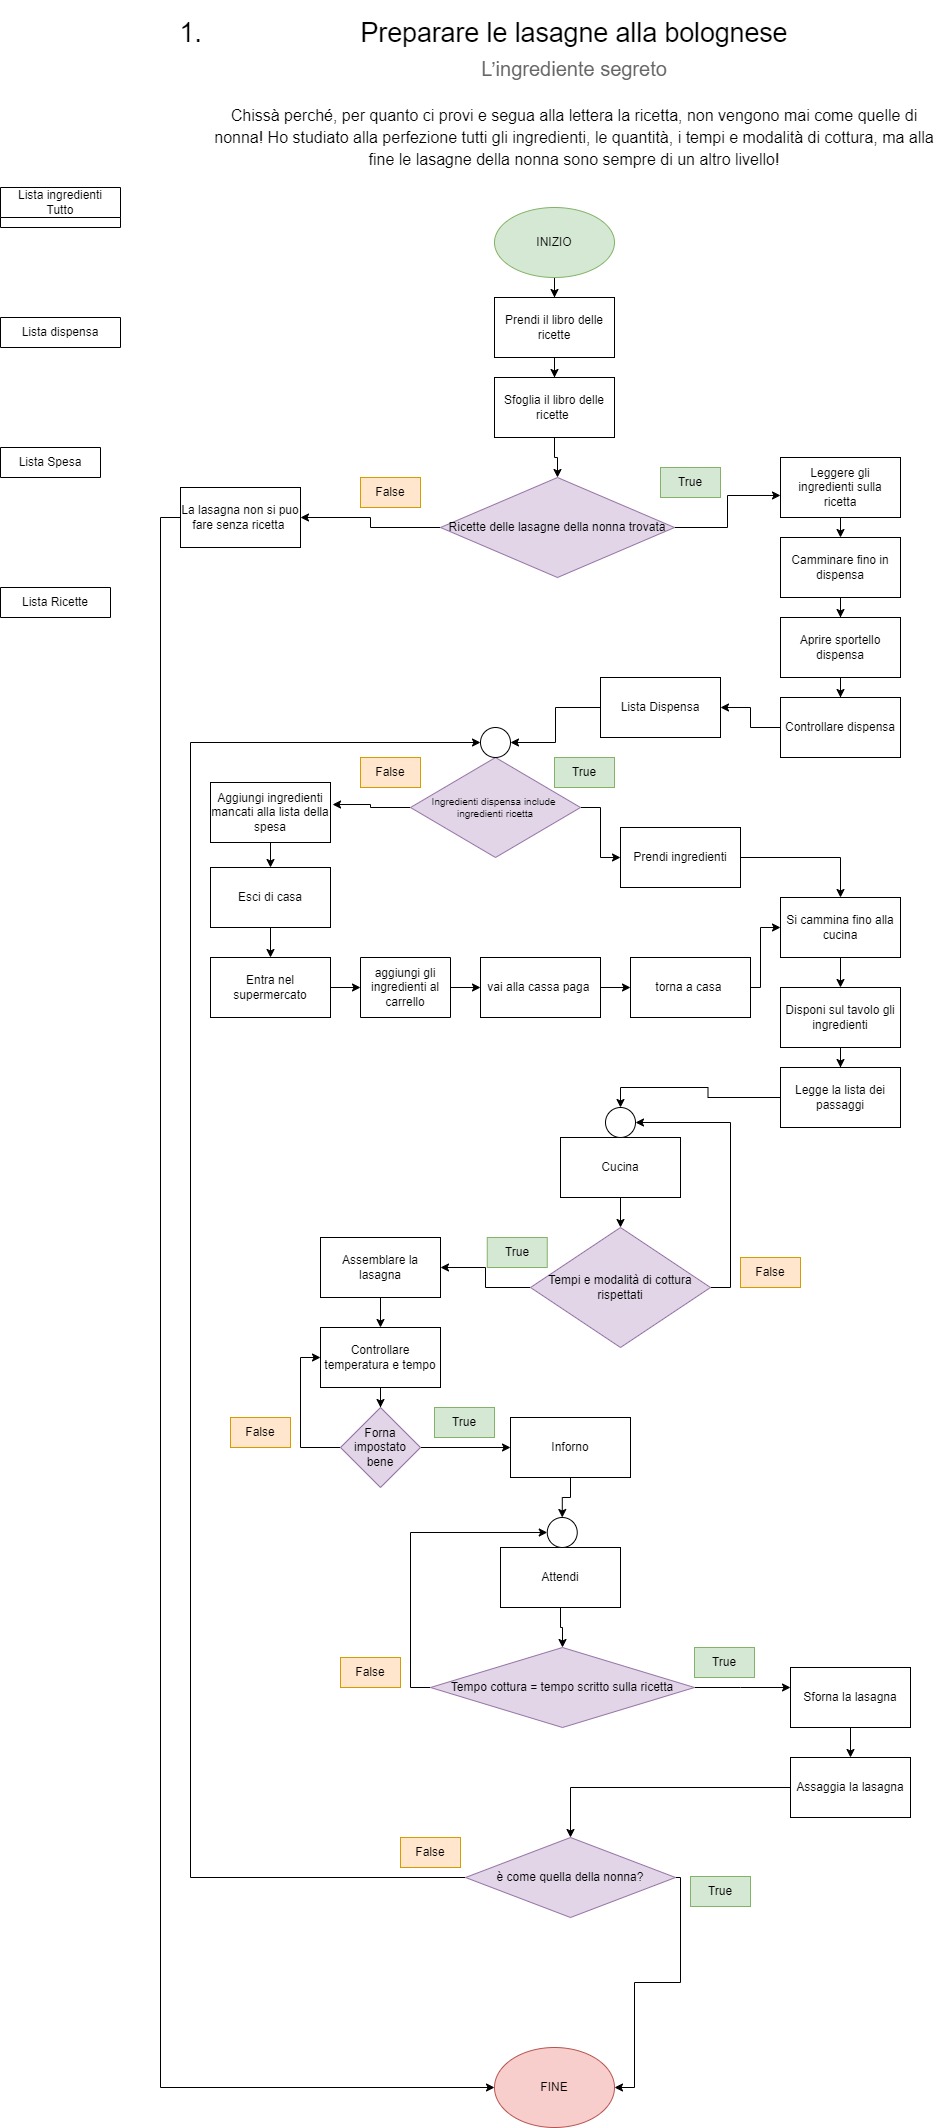 1.
Preparare le lasagne alla bolognese
L'ingrediente segreto
Chissà perché, per quanto ci provi e segua alla lettera la ricetta, non vengono mai come quelle di
nonna! Ho studiato alla perfezione tutti gli ingredienti, le quantità, i tempi e modalità di cottura, ma alla
fine le lasagne della nonna sono sempre di un altro livello!
Lista ingredienti
Tutto
Lista dispensa
Lista Spesa
Lista Ricette
INIZIO
Prendi il libro delle
ricette
Sfoglia il libro delle
ricette
Ricette delle lasagne della nonna trovata
False
True
La lasagna non si puo
fare senza ricetta
Leggere gli
ingredienti sulla
ricetta
Camminare fino in
dispensa
Aprire sportello
dispensa
Controllare dispensa
Lista Dispensa
False
True
Ingredienti dispensa include
ingredienti ricetta
Aggiungi ingredienti
mancati alla lista della
spesa
Esci di casa
Entra nel
supermercato
aggiungi gli
ingredienti al
carrello
vai alla cassa paga
torna a casa
Prendi ingredienti
Si cammina fino alla
cucina
Disponi sul tavolo gli
ingredienti
Legge la lista dei
passaggi
Cucina
Tempi e modalità di cottura
rispettati
True
False
Assemblare la
lasagna
Controllare
temperatura e tempo
Forna
impostato
bene
False
True
Inforno
Attendi
Tempo cottura = tempo scritto sulla ricetta
False
True
Sforna la lasagna
Assaggia la lasagna
è come quella della nonna?
False
True
FINE